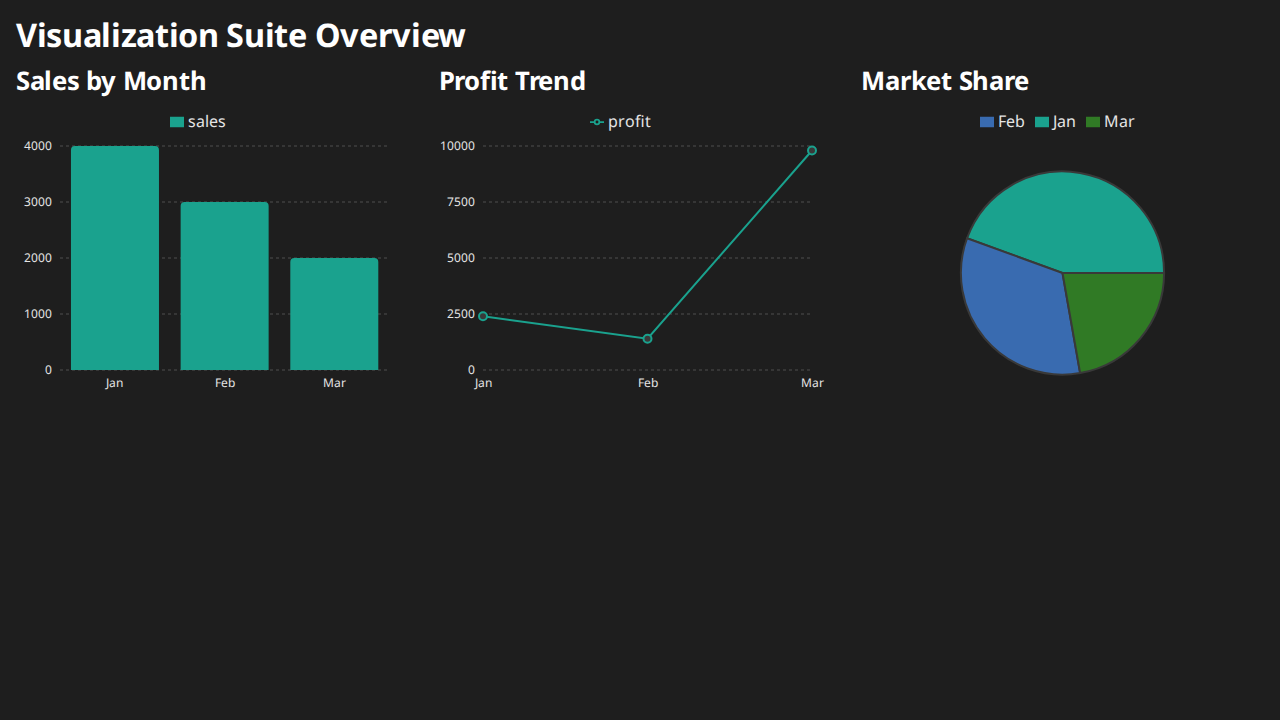 Visualization Suite Overview
Sales by Month
sales
4000
3000
2000
1000
0
Jan Feb Mar
Profit Trend
profit
10000
7500
5000
2500
0
Jan Feb Mar
Market Share
Feb Jan Mar